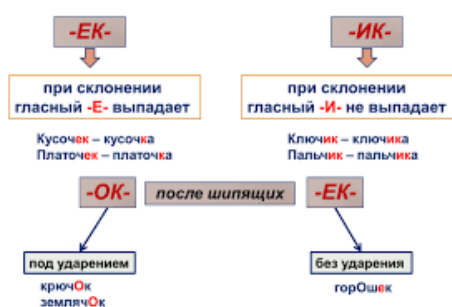 -ЕК-
-ИК-
при склонении
гласный -Е- выпадает
при склонении
гласный -И- не выпадает
Кусочек – кусочка
Платочек – платочка
Ключик – ключика
Пальчик – пальчика
-ОК-
после шипящих
-ЕК-
под ударением
без ударения
крючОк
землячОк
горОшек